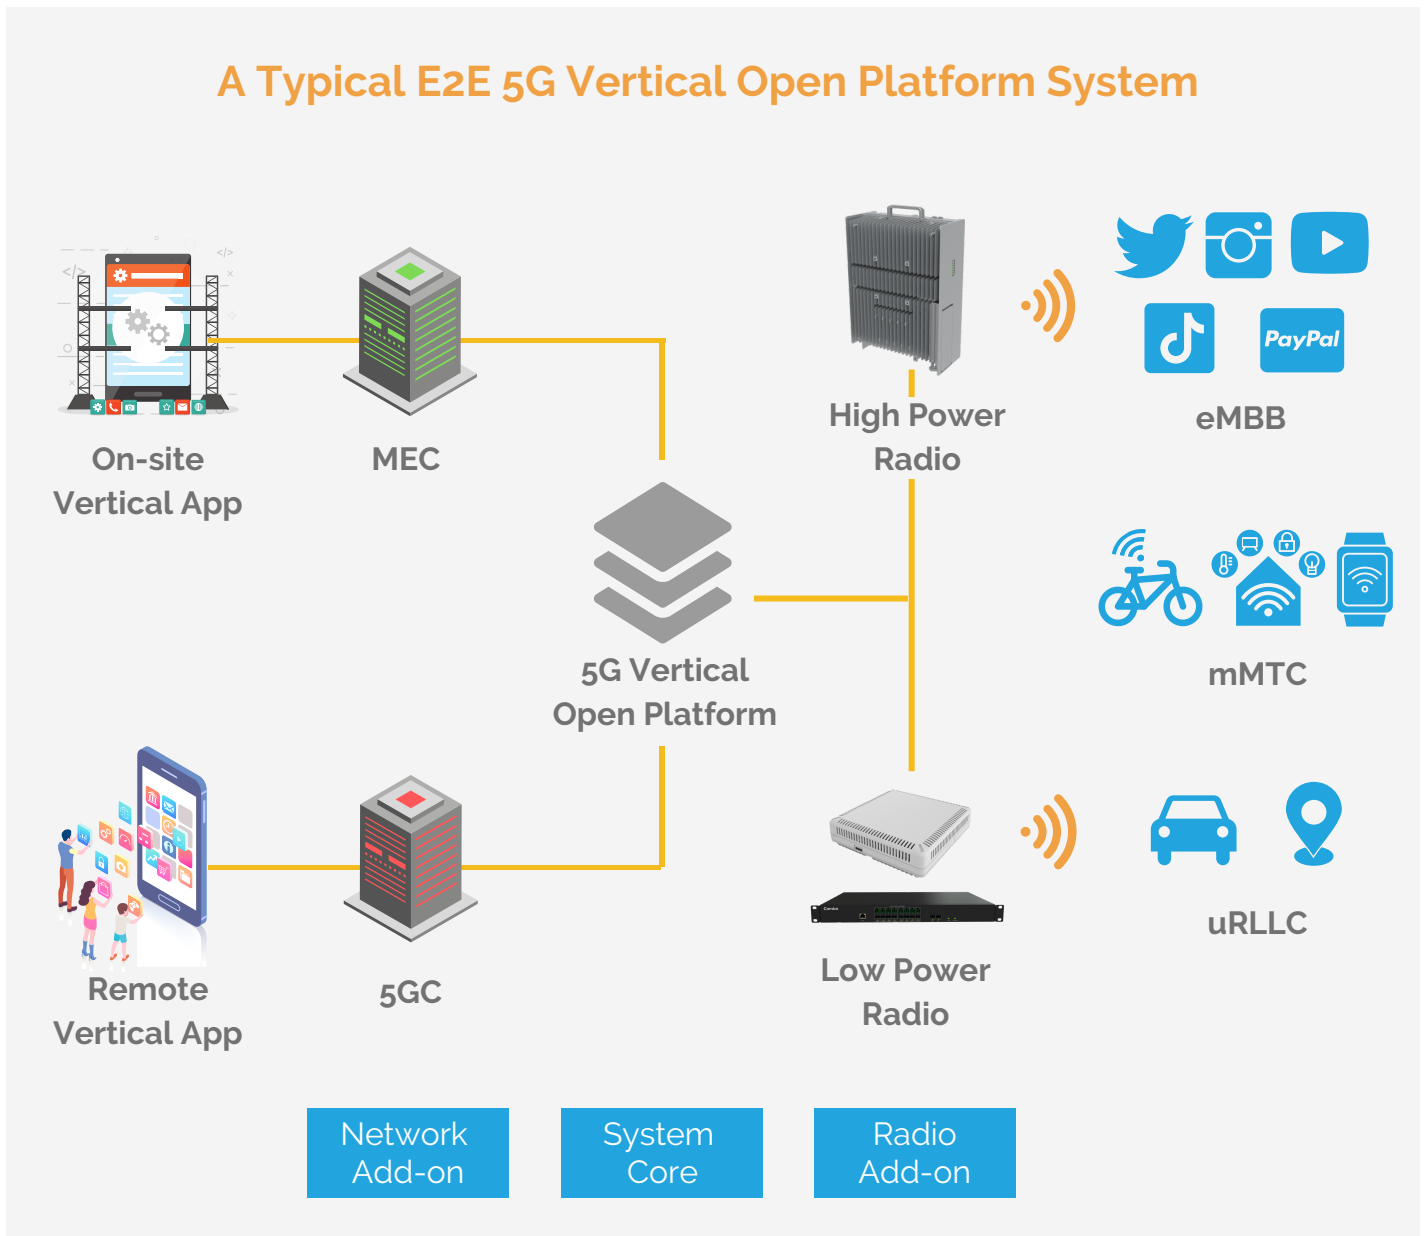 A Typical E2E 5G Vertical Open Platform System
</>
</>
PayPal
High Power
Radio
eMBB
On-site
Vertical App
MEC
5G Vertical
Open Platform
mMTC
uRLLC
Comba
Low Power
Radio
Remote
Vertical App
5GC
Network
Add-on
System
Core
Radio
Add-on